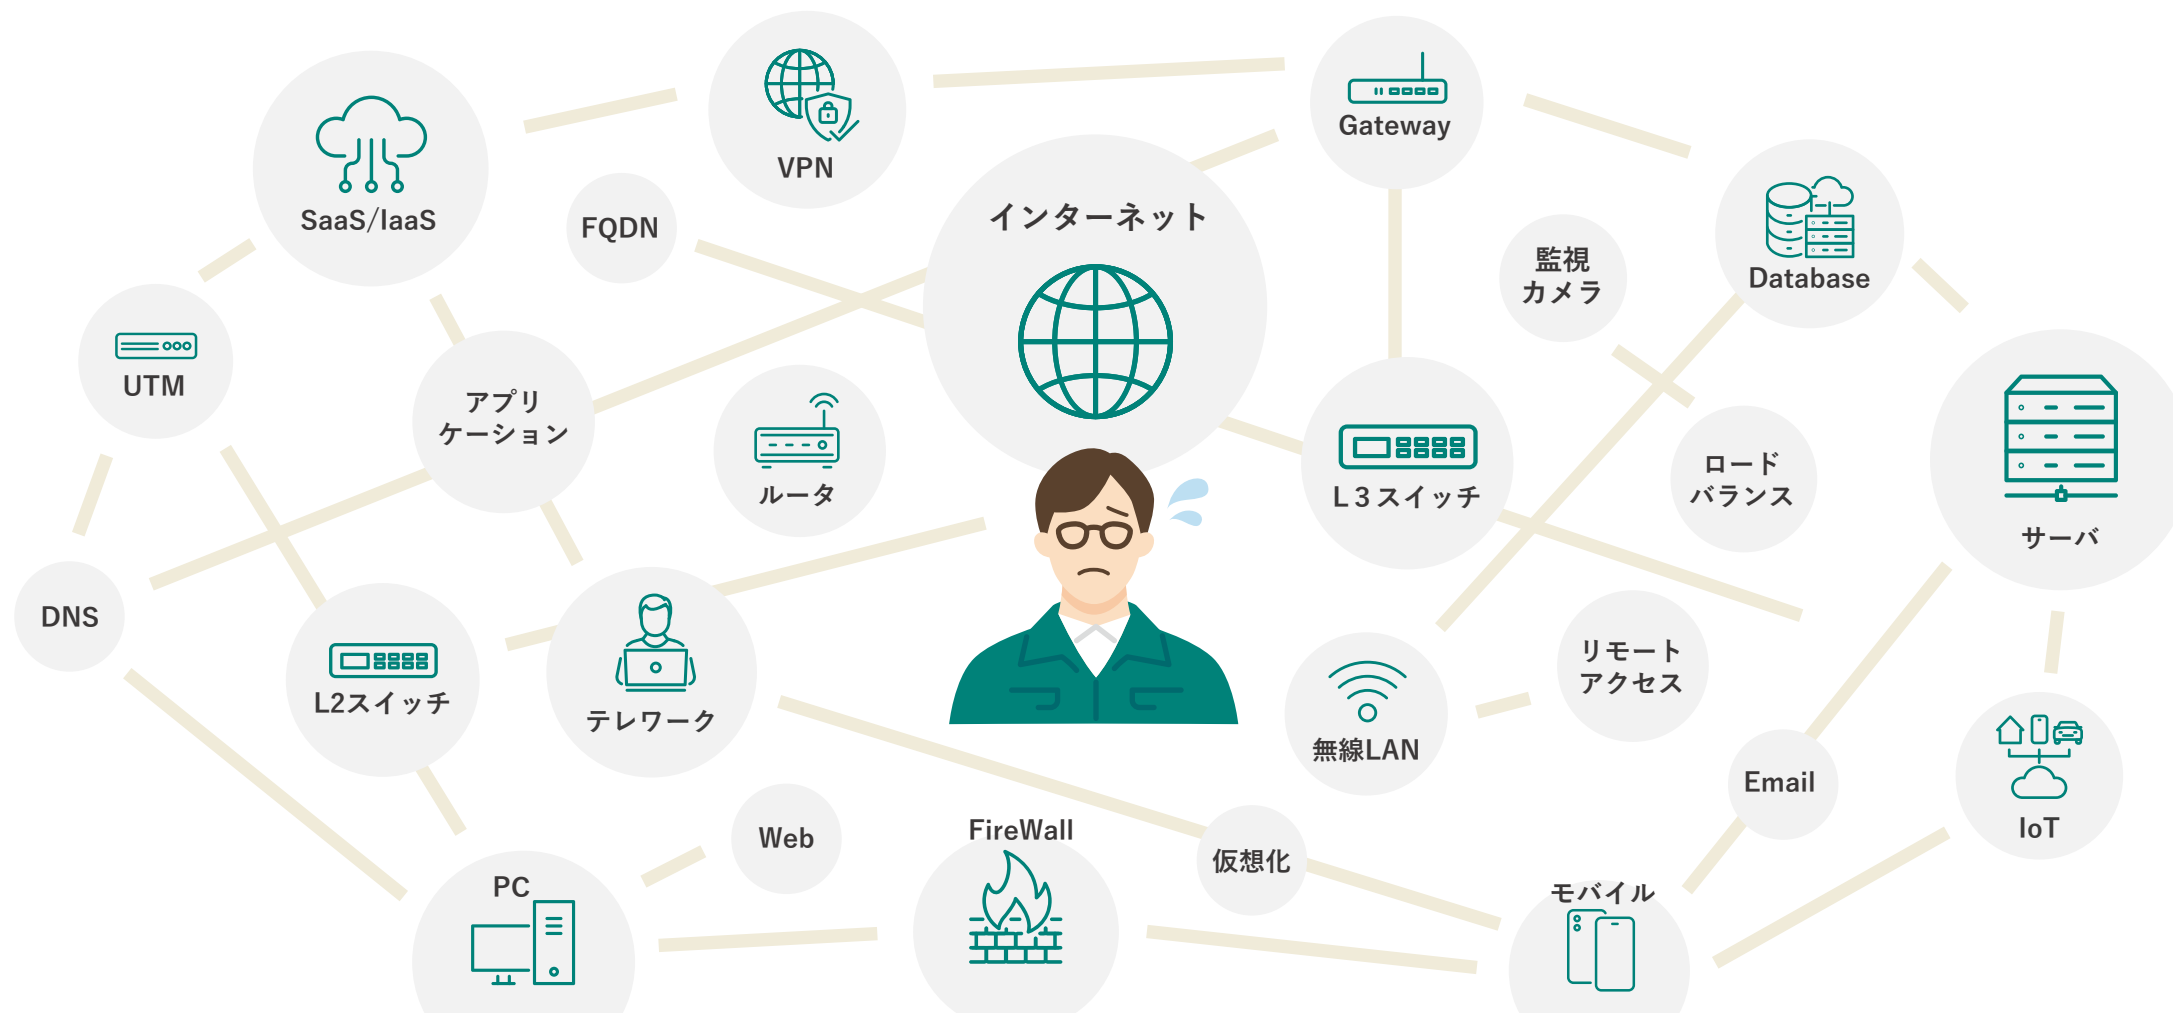 Gateway
VPN
SaaS/IaaS
FQDN
インターネット
監視
カメラ
Database
UTM
アプリ
ケーション
ルータ
L3スイッチ
ロード
バランス
サーバ
DNS
L2スイッチ
テレワーク
リモート
アクセス
無線LAN
Email
IoT
Web
FireWall
仮想化
PC
モバイル